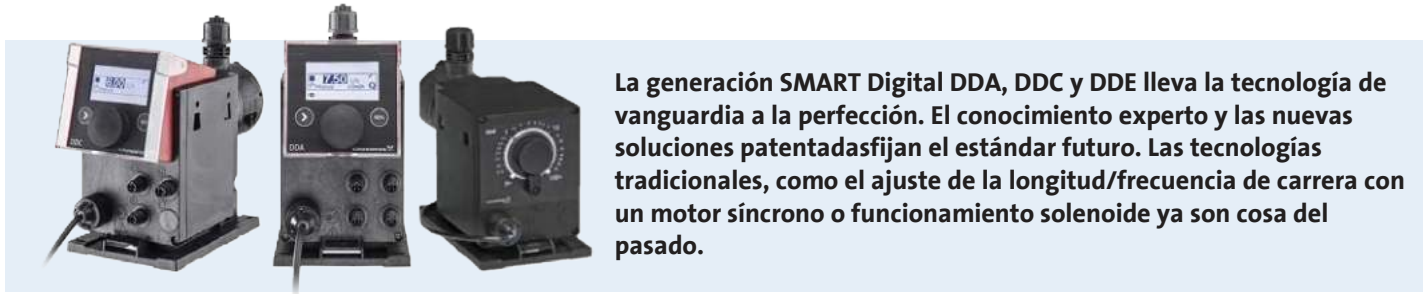 DDC
7.50
DDA
La generación SMART Digital DDA, DDC y DDE lleva la tecnología de
vanguardia a la perfección. El conocimiento experto y las nuevas
soluciones patentadasfijan el estándar futuro. Las tecnologías
tradicionales, como el ajuste de la longitud/frecuencia de carrera con
un motor síncrono o funcionamiento solenoide ya son cosa del
pasado.